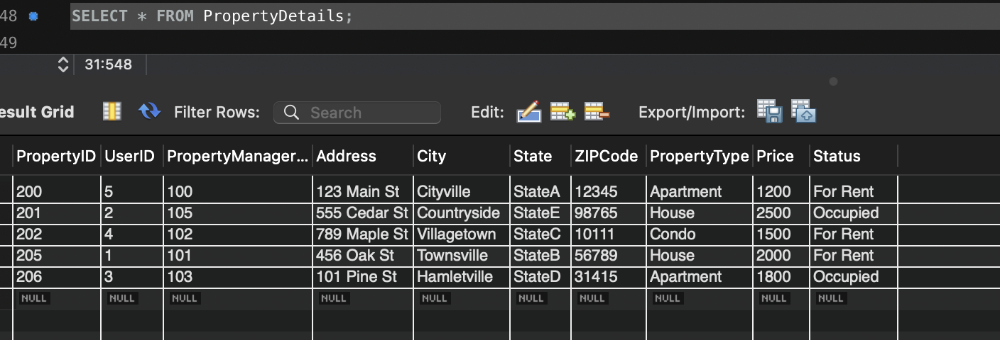 48 SELECT * FROM PropertyDetails;
49
31:548
esult Grid Filter Rows: Search Edit: Export/Import:
PropertyID UserID PropertyManager... Address City State ZIPCode PropertyType Price Status
200 5 100 123 Main St Cityville StateA 12345 Apartment 1200 For Rent
201 2 105 555 Cedar St Countryside StateE 98765 House 2500 Occupied
202 4 102 789 Maple St Villagetown StateC 10111 Condo 1500 For Rent
205 1 101 456 Oak St Townsville StateB 56789 House 2000 For Rent
206 3 103 101 Pine St Hamletville StateD 31415 Apartment 1800 Occupied
NULL NULL NULL NULL NULL NULL NULL NULL NULL NULL